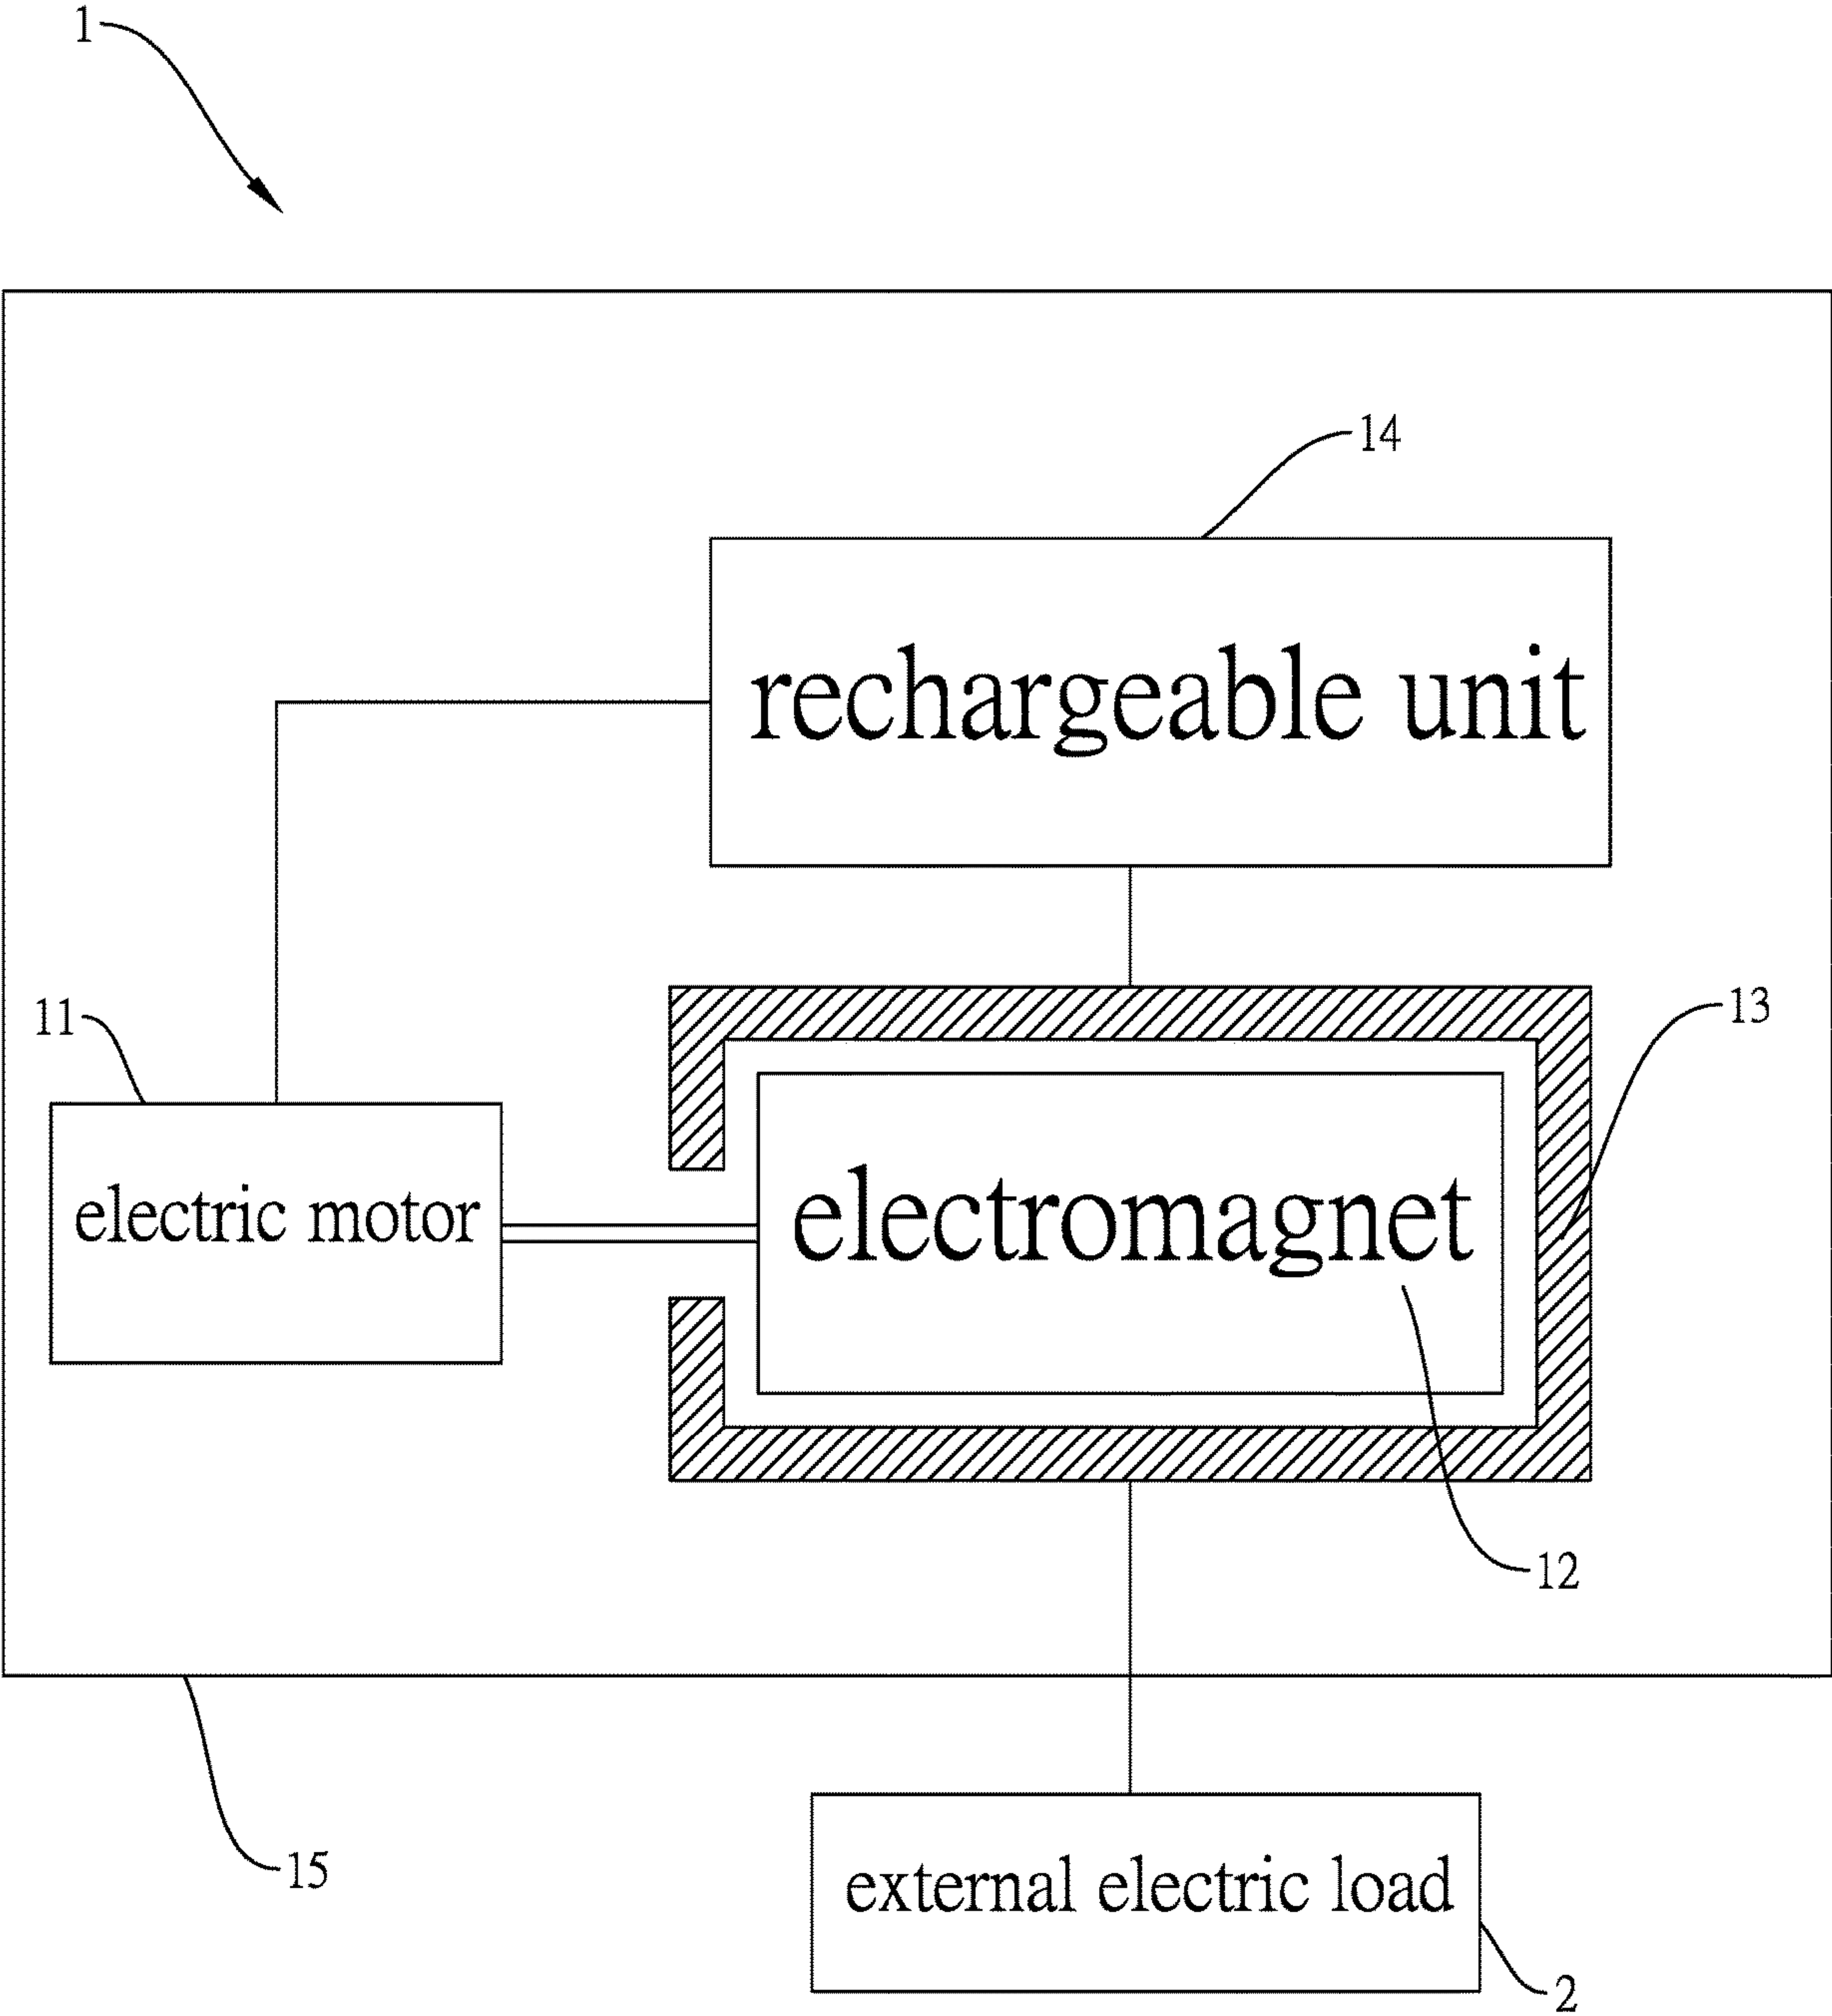 1
14
rechargeable unit
11
13
electric motor
electromagnet
12
15
external electric load
2